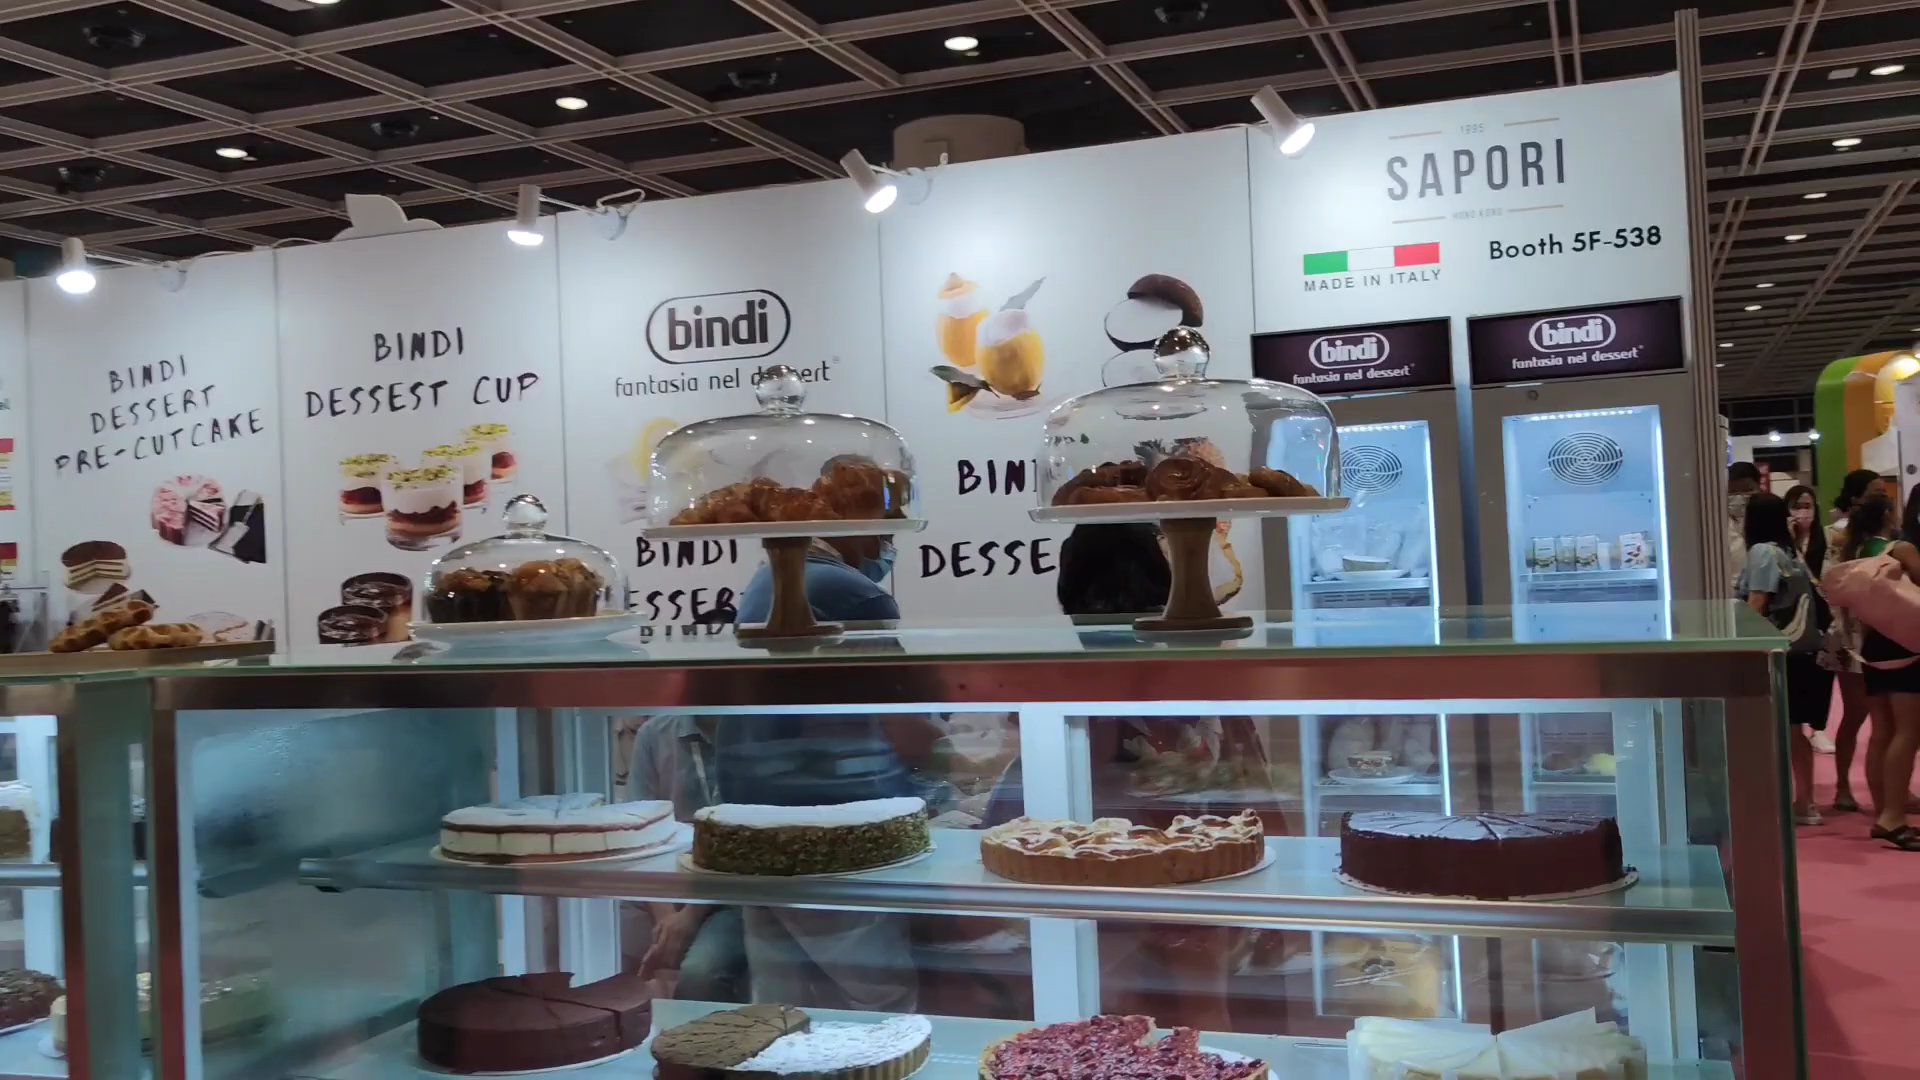 1995
SAPORI
HONG KONG
MADE IN ITALY
Booth 5F-538
BINDI
DESSERT
PRE-CUTCAKE
BINDI
DESSEST CUP
bindi
fantasia nel dessert
BINDI
BINDI
bindi
fantasia nel dessert
bindi
fantasia nel dessert